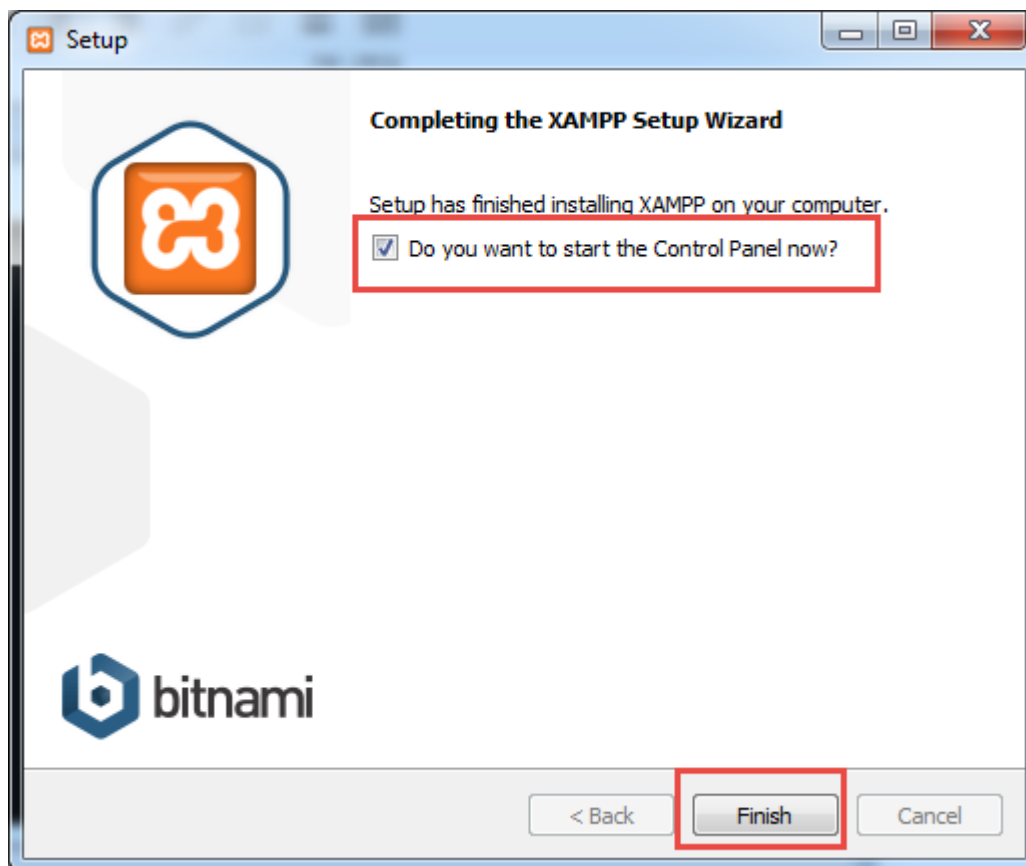 Setup
Completing the XAMPP Setup Wizard
Setup has finished installing XAMPP on your computer.
Do you want to start the Control Panel now?
bitnami
< Back
Finish
Cancel